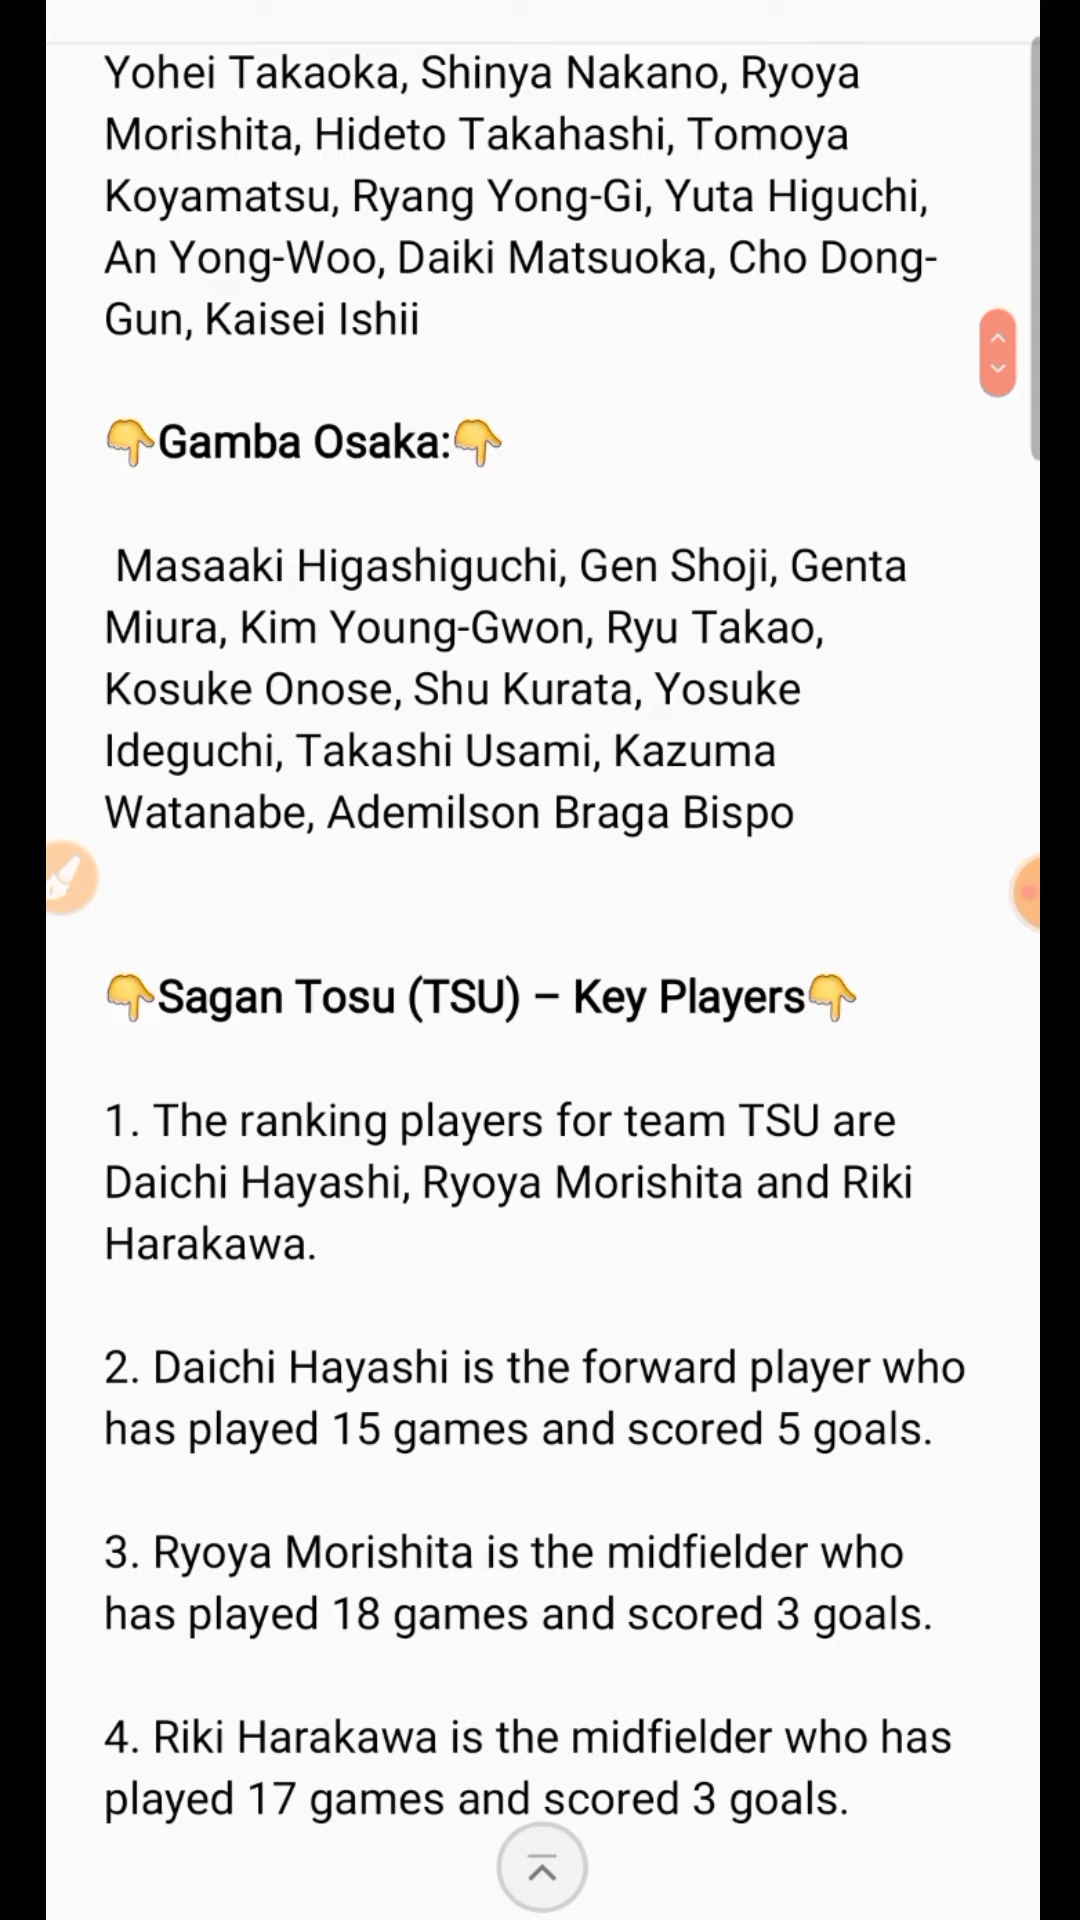 Yohei Takaoka, Shinya Nakano, Ryoya
Morishita, Hideto Takahashi, Tomoya
Koyamatsu, Ryang Yong-Gi, Yuta Higuchi,
An Yong-Woo, Daiki Matsuoka, Cho Dong-
Gun, Kaisei Ishii
👇Gamba Osaka:👇
Masaaki Higashiguchi, Gen Shoji, Genta
Miura, Kim Young-Gwon, Ryu Takao,
Kosuke Onose, Shu Kurata, Yosuke
Ideguchi, Takashi Usami, Kazuma
Watanabe, Ademilson Braga Bispo
👇Sagan Tosu (TSU) – Key Players👇
1. The ranking players for team TSU are
Daichi Hayashi, Ryoya Morishita and Riki
Harakawa.
2. Daichi Hayashi is the forward player who
has played 15 games and scored 5 goals.
3. Ryoya Morishita is the midfielder who
has played 18 games and scored 3 goals.
4. Riki Harakawa is the midfielder who has
played 17 games and scored 3 goals.